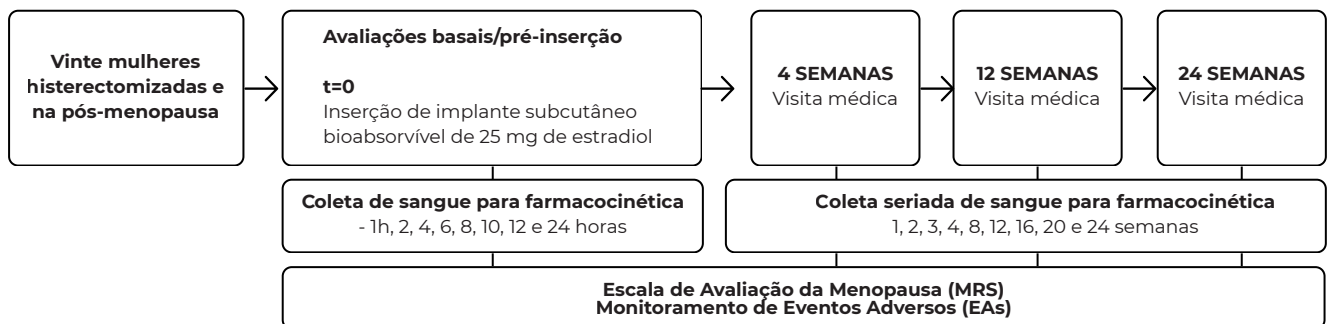 Vinte mulheres
histerectomizadas e
na pós-menopausa
Avaliações basais/pré-inserção
t=0
Inserção de implante subcutâneo
bioabsorvível de 25 mg de estradiol
4 SEMANAS
Visita médica
12 SEMANAS
Visita médica
24 SEMANAS
Visita médica
Coleta de sangue para farmacocinética
- 1h, 2, 4, 6, 8, 10, 12 e 24 horas
Coleta seriada de sangue para farmacocinética
1, 2, 3, 4, 8, 12, 16, 20 e 24 semanas
Escala de Avaliação da Menopausa (MRS)
Monitoramento de Eventos Adversos (EAs)